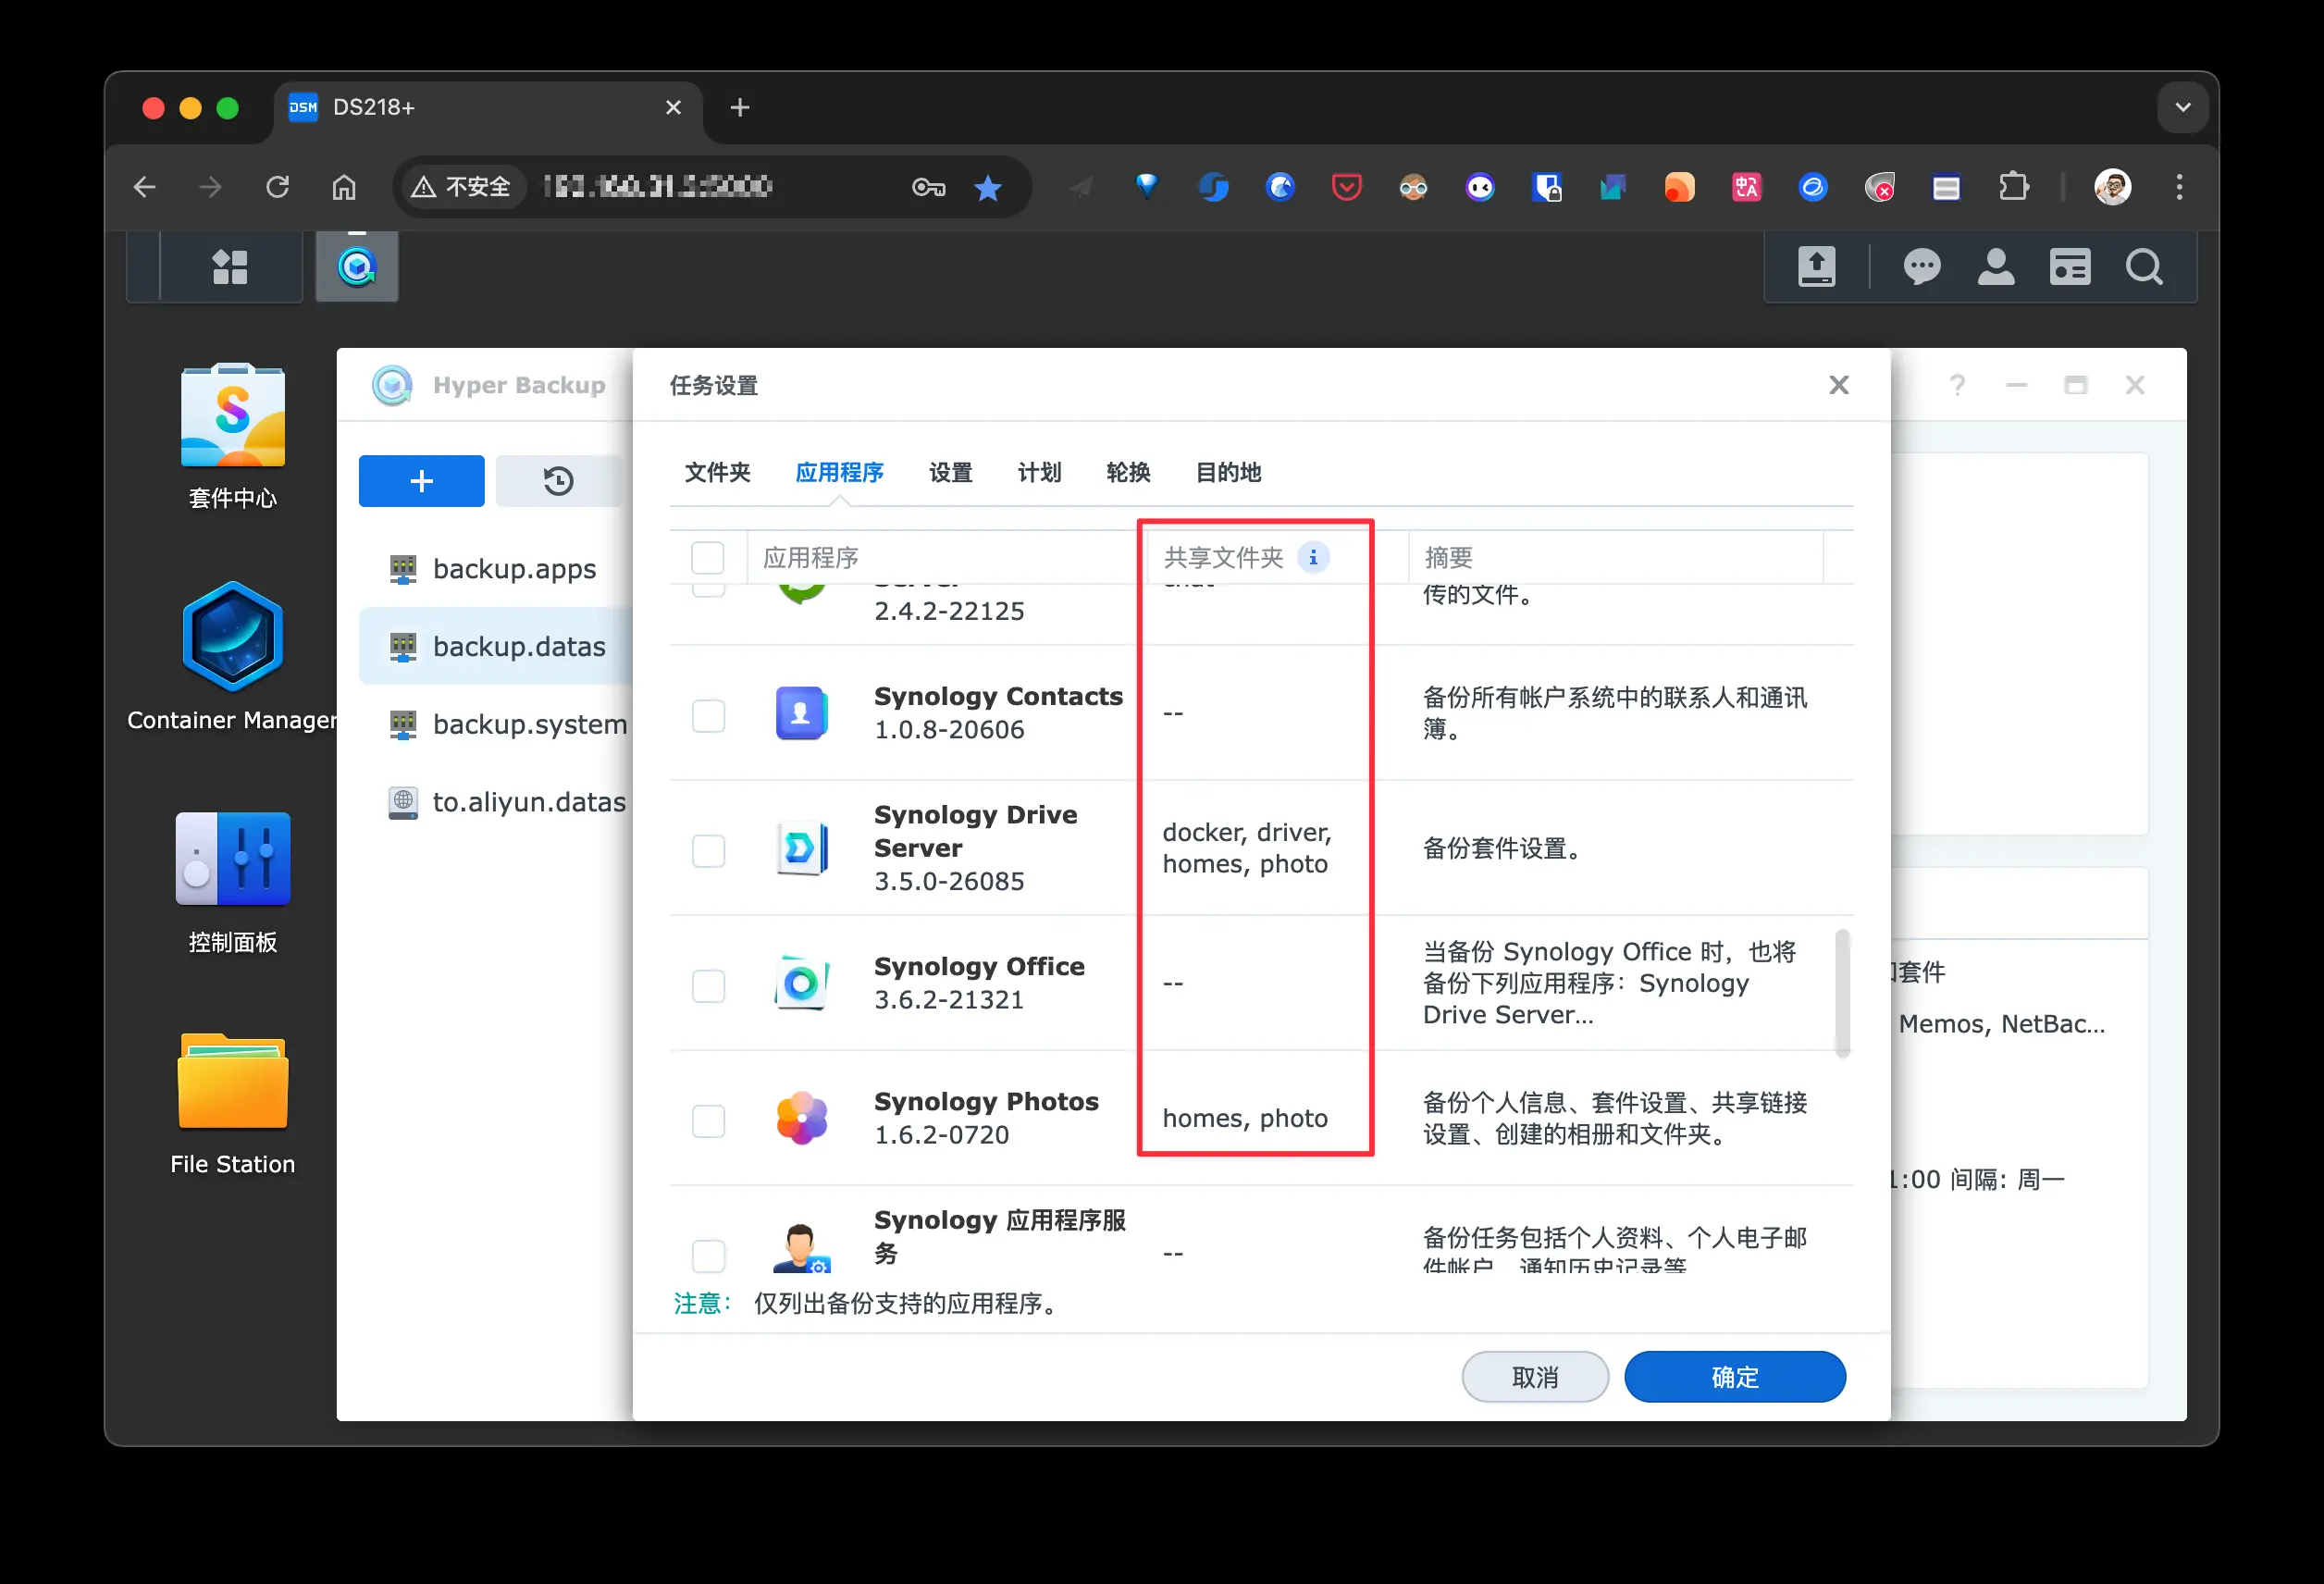 DSM DS218+
不安全
套件中心
Container Manager
控制面板
File Station
Hyper Backup
backup.apps
backup.datas
backup.system
to.aliyun.datas
任务设置
文件夹 应用程序 设置 计划 轮换 目的地
应用程序 共享文件夹 摘要
2.4.2-22125
传的文件。
Synology Contacts
1.0.8-20606
--
备份所有帐户系统中的联系人和通讯
簿。
Synology Drive
Server
3.5.0-26085
docker, driver,
homes, photo
备份套件设置。
Synology Office
3.6.2-21321
--
当备份 Synology Office 时，也将
备份下列应用程序：Synology
Drive Server...
Synology Photos
1.6.2-0720
homes, photo
备份个人信息、套件设置、共享链接
设置、创建的相册和文件夹。
Synology 应用程序服
务
--
备份任务包括个人资料、个人电子邮
件帐户、通知历史记录等
注意： 仅列出备份支持的应用程序。
取消 确定
套件
Memos, NetBac...
1:00 间隔: 周一